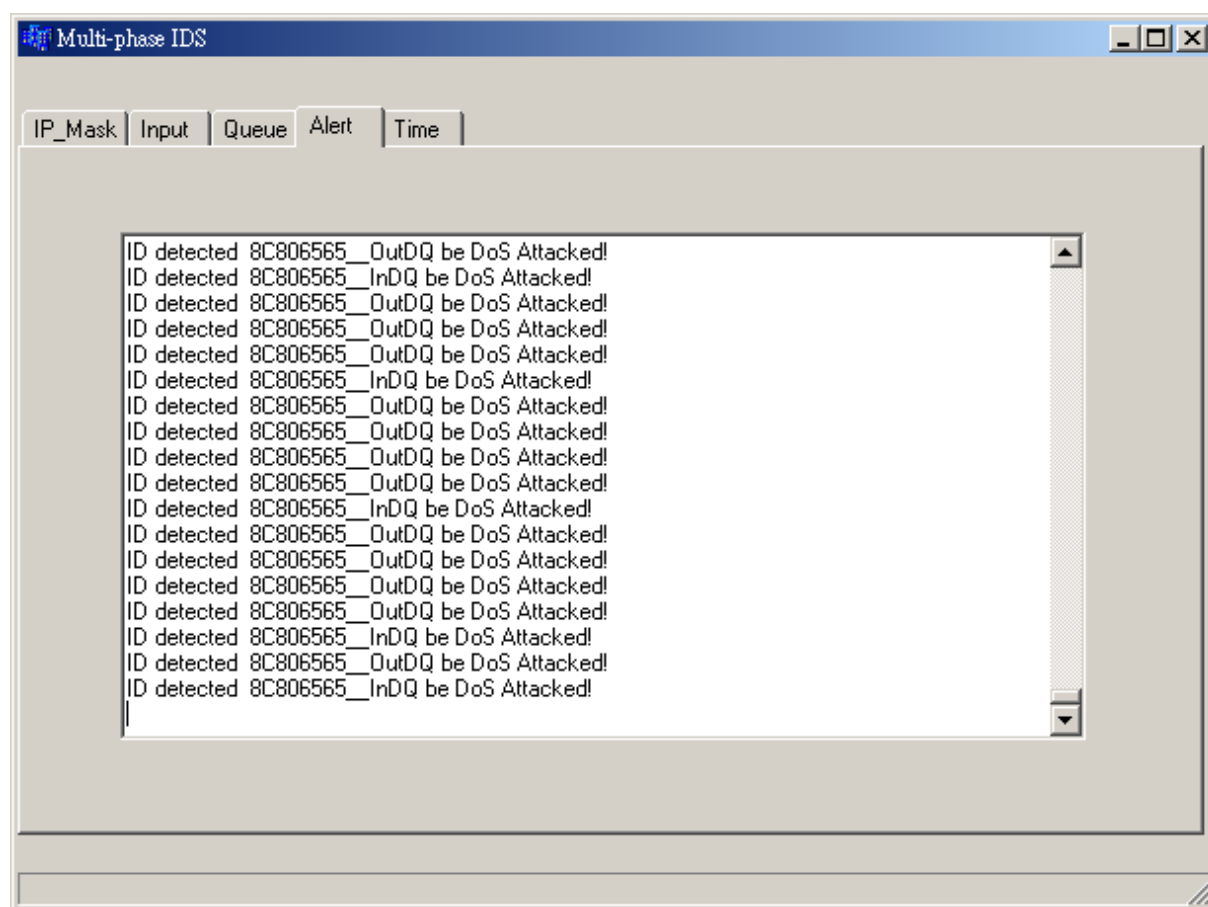 Multi-phase IDS
IP_Mask Input Queue Alert Time
ID detected 8C806565__OutDQ be DoS Attacked!
ID detected 8C806565__InDQ be DoS Attacked!
ID detected 8C806565__OutDQ be DoS Attacked!
ID detected 8C806565__OutDQ be DoS Attacked!
ID detected 8C806565__OutDQ be DoS Attacked!
ID detected 8C806565__InDQ be DoS Attacked!
ID detected 8C806565__OutDQ be DoS Attacked!
ID detected 8C806565__OutDQ be DoS Attacked!
ID detected 8C806565__OutDQ be DoS Attacked!
ID detected 8C806565__OutDQ be DoS Attacked!
ID detected 8C806565__InDQ be DoS Attacked!
ID detected 8C806565__OutDQ be DoS Attacked!
ID detected 8C806565__OutDQ be DoS Attacked!
ID detected 8C806565__OutDQ be DoS Attacked!
ID detected 8C806565__OutDQ be DoS Attacked!
ID detected 8C806565__InDQ be DoS Attacked!
ID detected 8C806565__OutDQ be DoS Attacked!
ID detected 8C806565__InDQ be DoS Attacked!